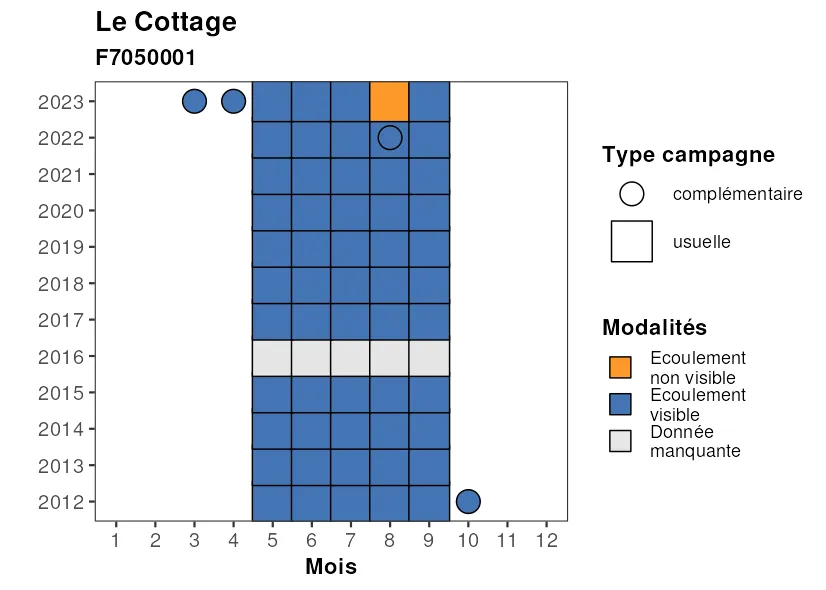 Le Cottage
F7050001
2023
2022
2021
2020
2019
2018
2017
2016
2015
2014
2013
2012
1 2 3 4 5 6 7 8 9 10 11 12
Mois
Type campagne
complémentaire
usuelle
Modalités
Ecoulement
non visible
Ecoulement
visible
Donnée
manquante